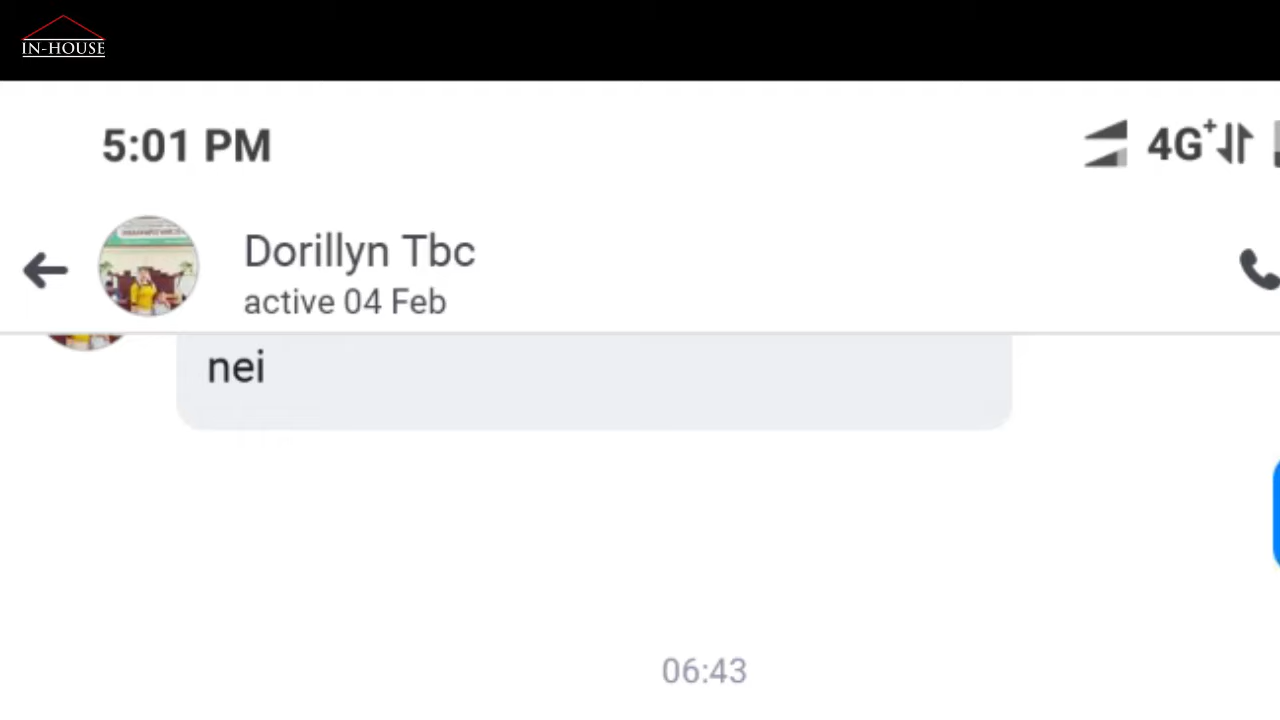 IN-HOUSE
5:01 PM 4G+
Dorillyn Tbc
active 04 Feb
nei
06:43